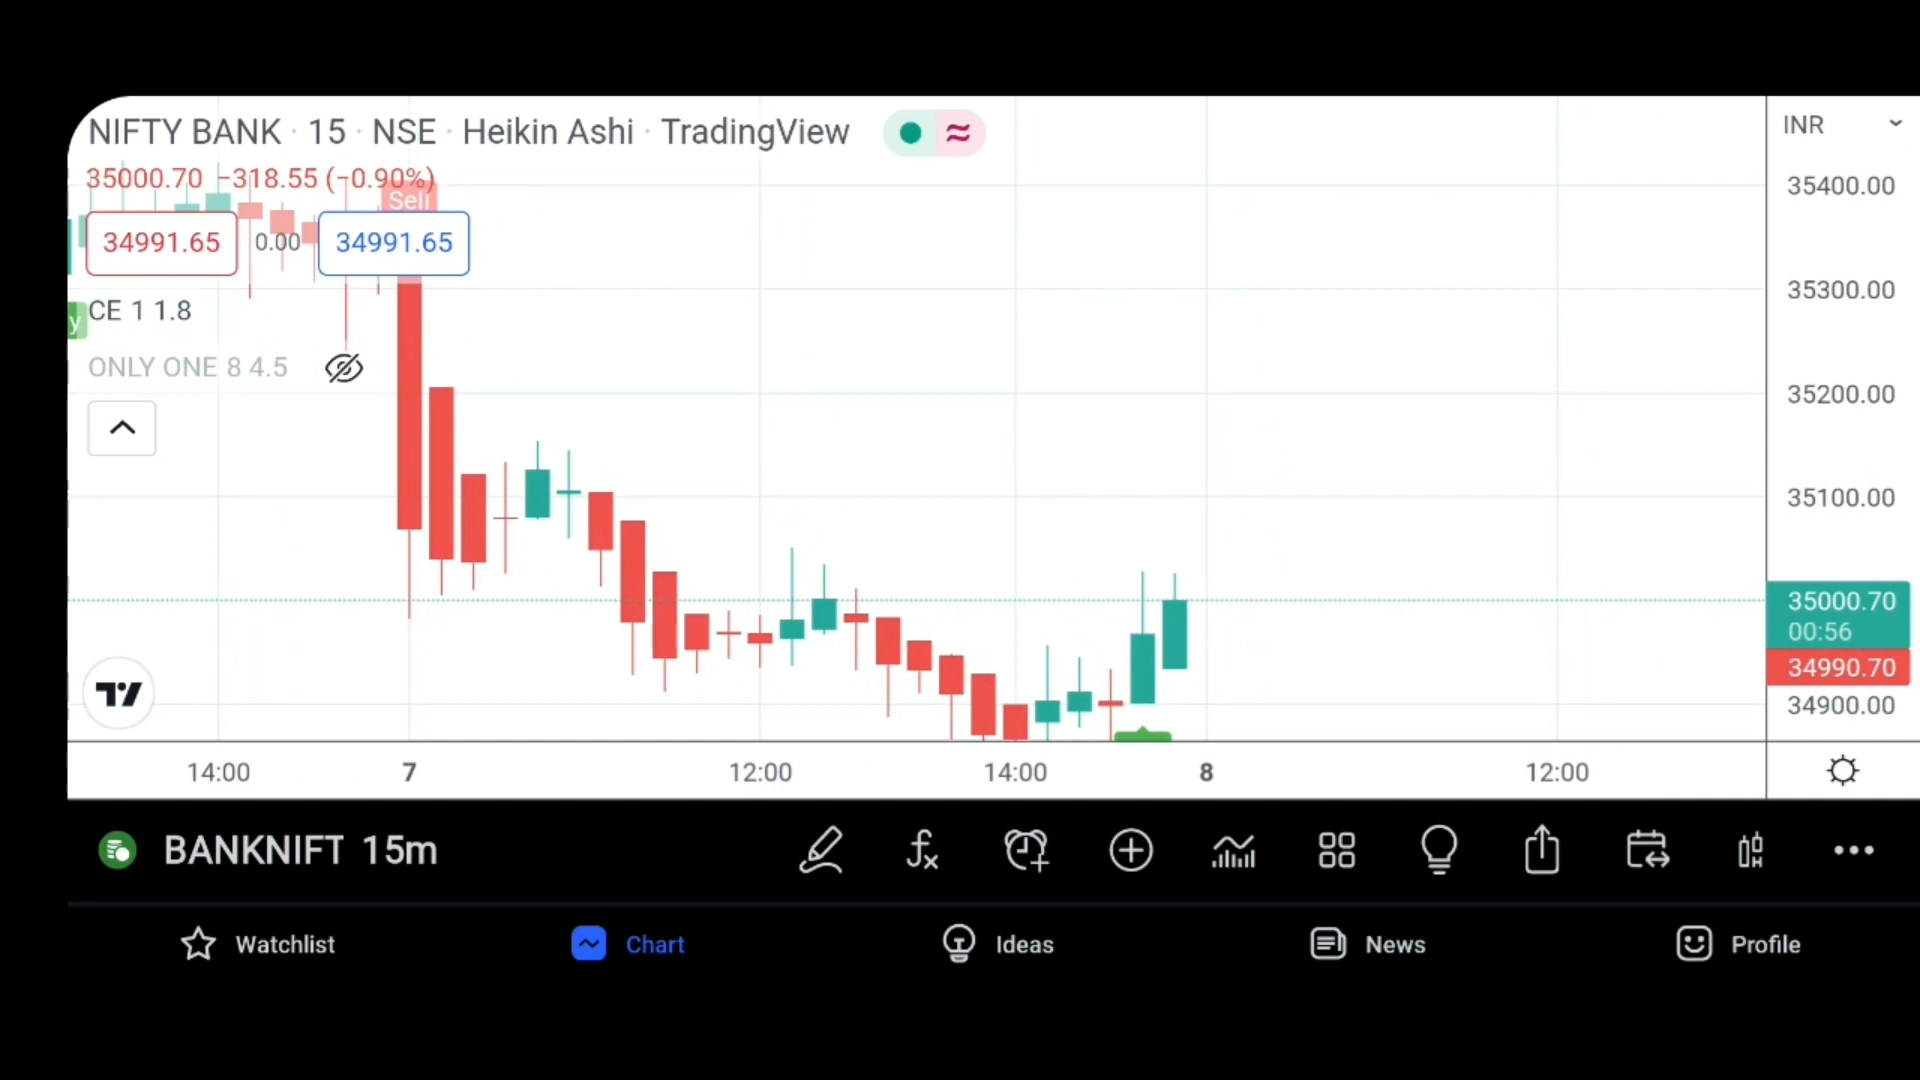 NIFTY BANK · 15 · NSE · Heikin Ashi · TradingView
INR
35000.70 −318.55 (−0.90%)
Sell
34991.65 0.00 34991.65
CE 1 1.8
y
ONLY ONE 8 4.5
35400.00
35300.00
35200.00
35100.00
35000.70
00:56
34990.70
34900.00
14:00 7 12:00 14:00 8 12:00
BANKNIFT 15m
Watchlist Chart Ideas News Profile